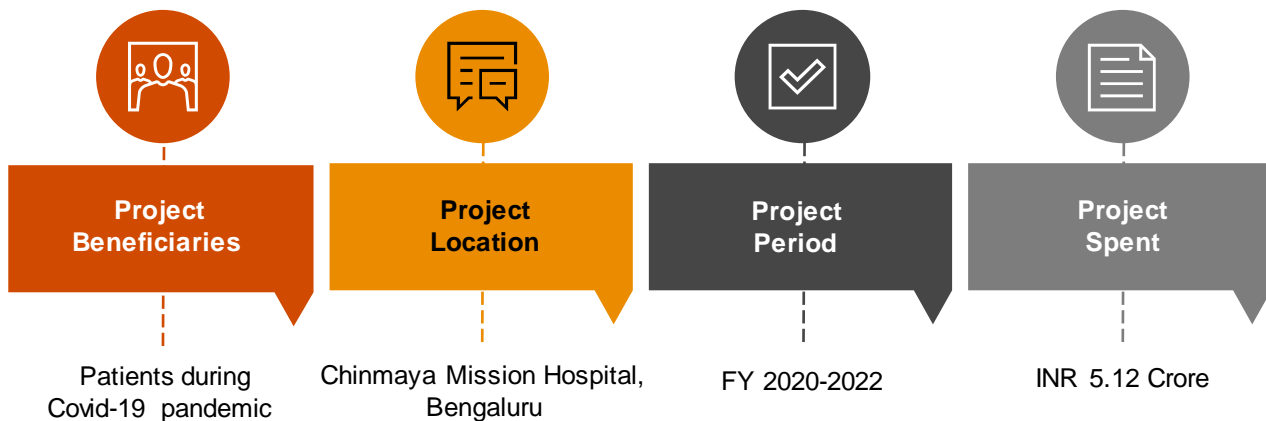 Project
Beneficiaries
Project
Location
Project
Period
Project
Spent
Patients during
Covid-19 pandemic
Chinmaya Mission Hospital,
Bengaluru
FY 2020-2022
INR 5.12 Crore